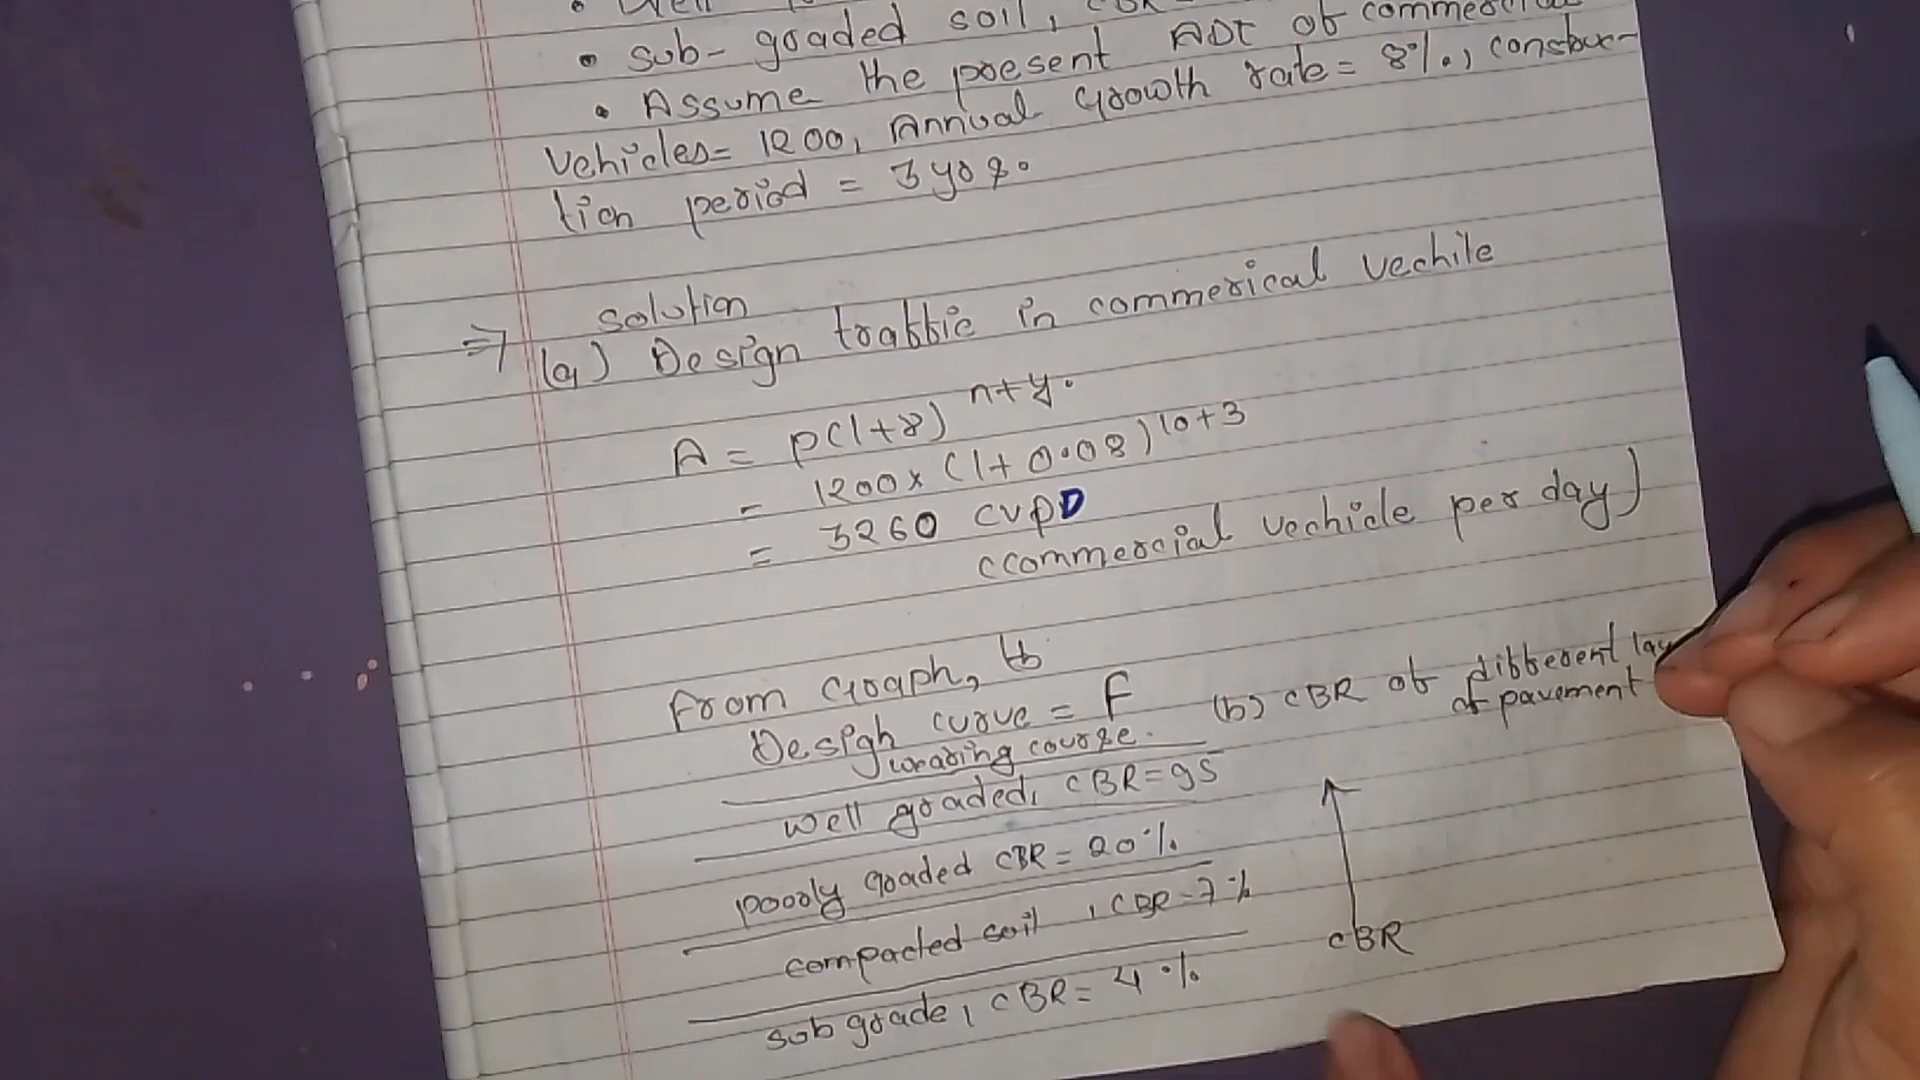 • Well
• sub-graded soil, CBR
• Assume the present ADT of commercial
vehicles= 1200, Annual Growth rate= 8%., construc-
tion period = 3 yrs.
solution
⇒ (a) Design traffic in commerical vechile
A = P(1+r) n+y.
= 1200 x (1+0.08) 10+3
= 3260 CVPD
(commercial vechicle per day)
From Graph,
Design curve = F
(b) CBR of different lay
of pavement
wearing course.
well graded, CBR=95
poorly graded CBR = 20%
compacted soil, CBR-7%
sub grade, CBR= 4%
CBR